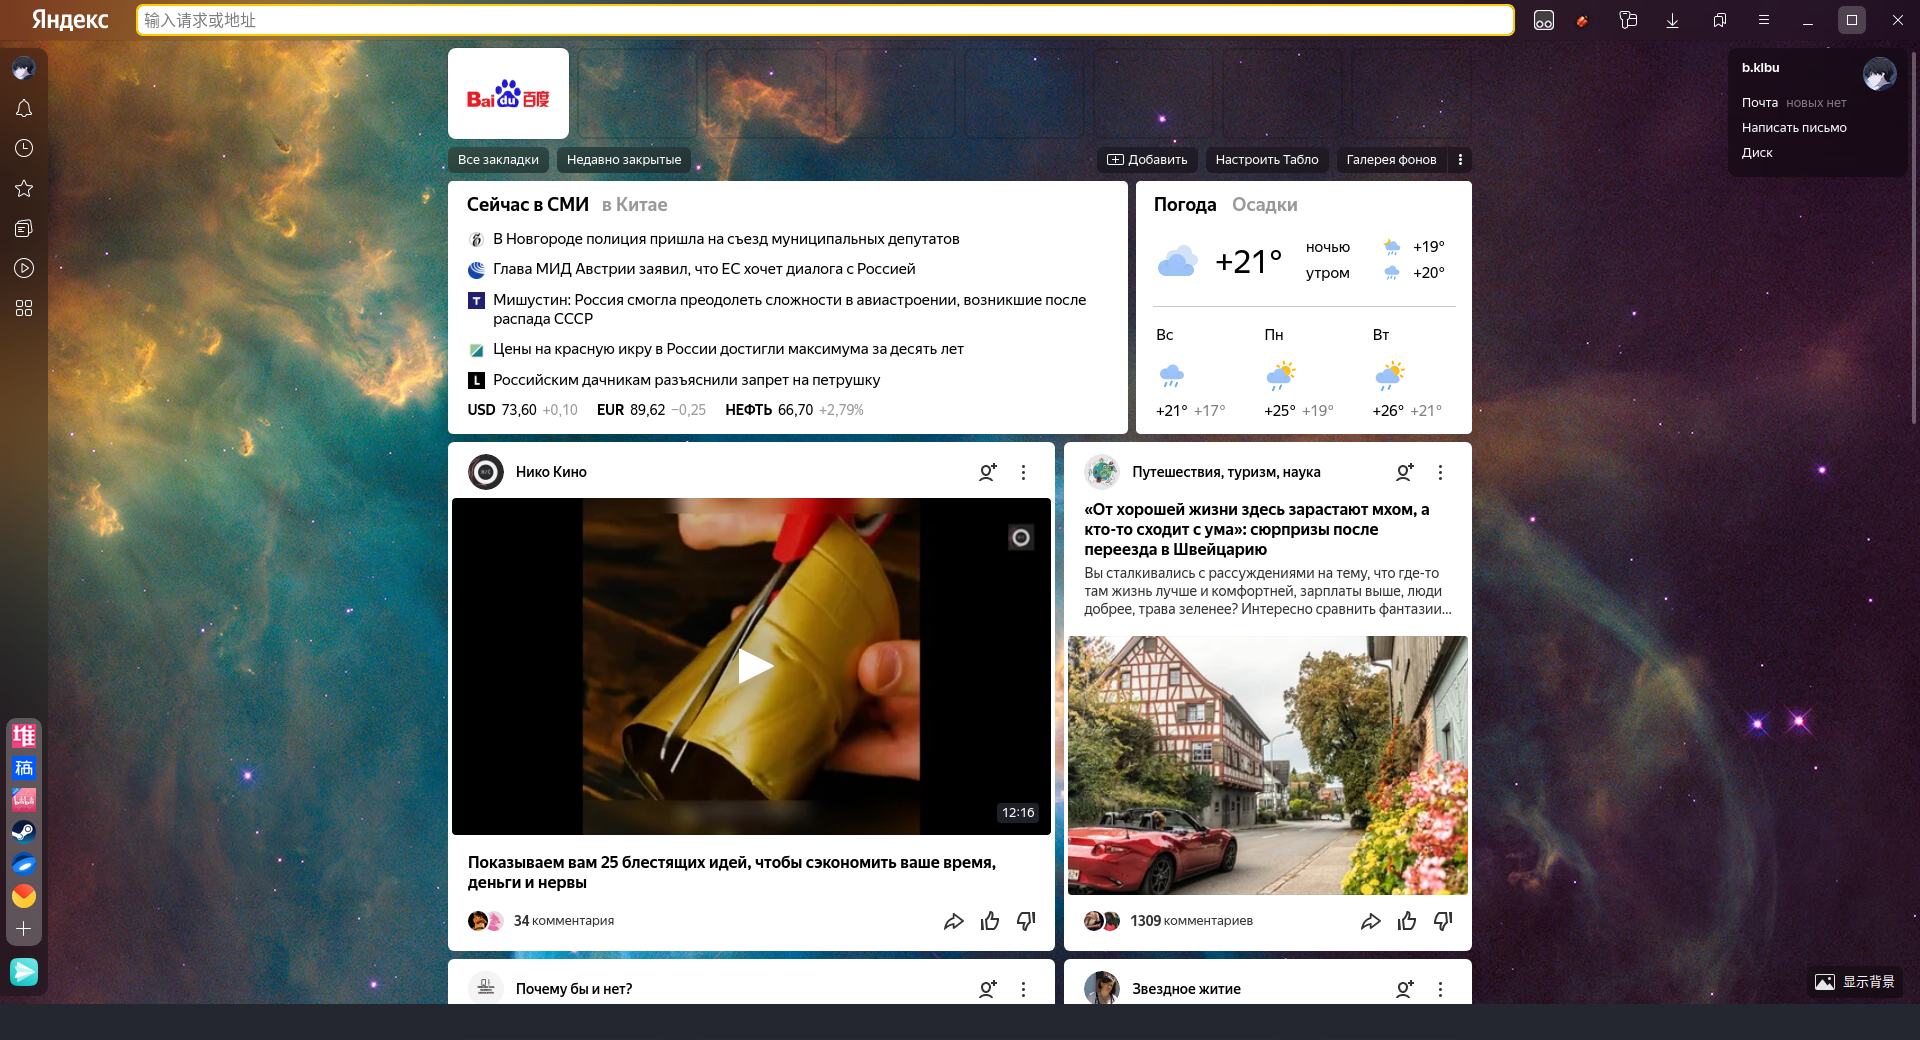 Яндекс
输入请求或地址
Bai du 百度
b.klbu
Почта новых нет
Написать письмо
Диск
Все закладки
Недавно закрытые
Добавить
Настроить Табло
Галерея фонов
Сейчас в СМИ
в Китае
В Новгороде полиция пришла на съезд муниципальных депутатов
Глава МИД Австрии заявил, что ЕС хочет диалога с Россией
T
Мишустин: Россия смогла преодолеть сложности в авиастроении, возникшие после
распада СССР
Цены на красную икру в России достигли максимума за десять лет
L
Российским дачникам разъяснили запрет на петрушку
USD 73,60 +0,10
EUR 89,62 −0,25
НЕФТЬ 66,70 +2,79%
Погода
Осадки
+21°
ночью +19°
утром +20°
Вс
Пн
Вт
+21° +17°
+25° +19°
+26° +21°
Нико Кино
12:16
Показываем вам 25 блестящих идей, чтобы сэкономить ваше время,
деньги и нервы
34 комментария
Путешествия, туризм, наука
«От хорошей жизни здесь зарастают мхом, а
кто-то сходит с ума»: сюрпризы после
переезда в Швейцарию
Вы сталкивались с рассуждениями на тему, что где-то
там жизнь лучше и комфортней, зарплаты выше, люди
добрее, трава зеленее? Интересно сравнить фантазии...
1309 комментариев
Почему бы и нет?
Звездное житие
堆
稿
显示背景